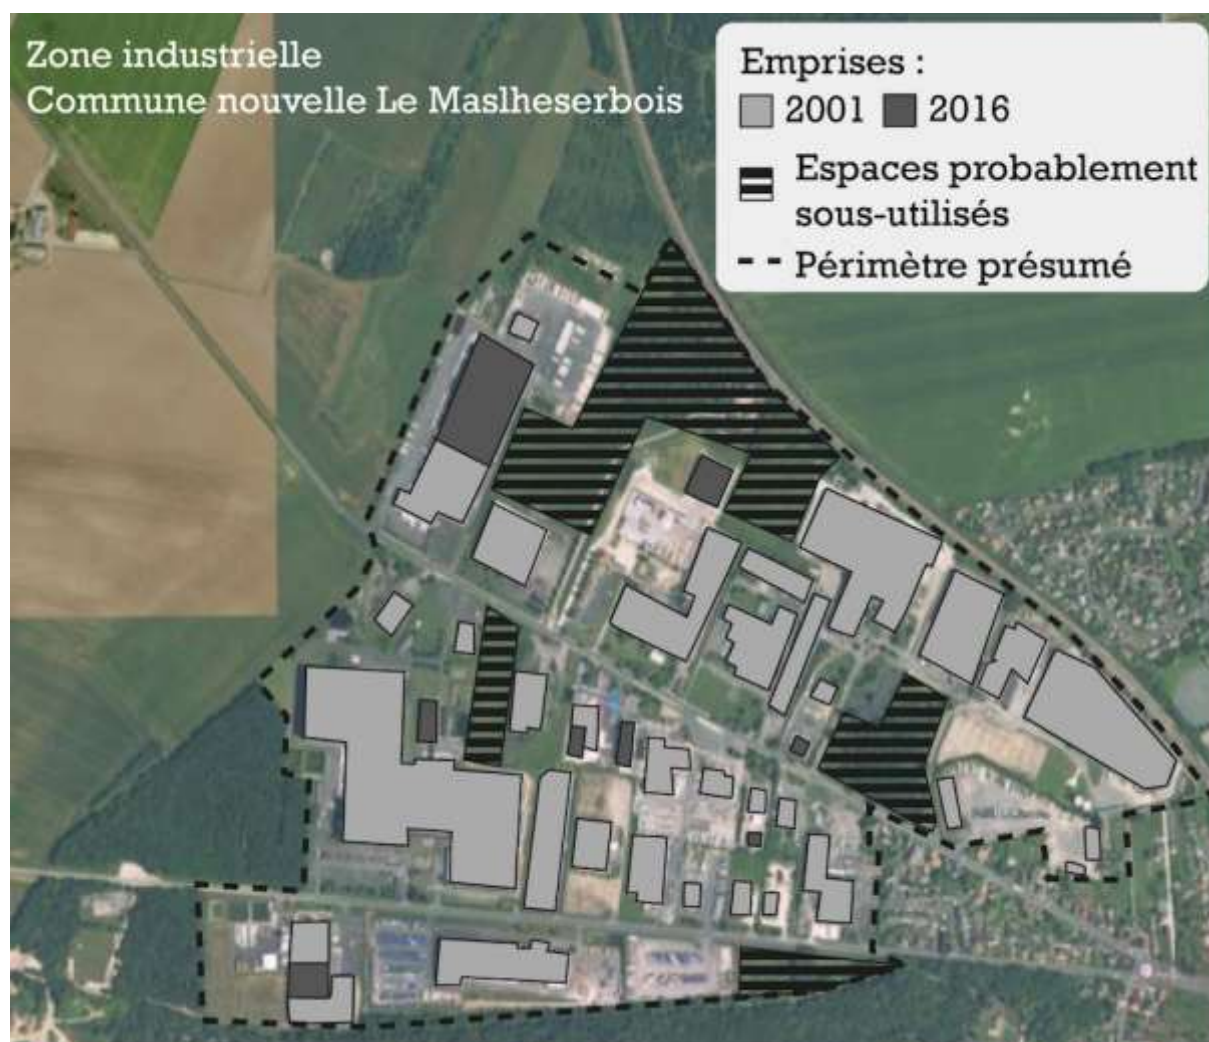 Zone industrielle
Commune nouvelle Le Maslheserbois
Emprises :
2001 2016
Espaces probablement
sous-utilisés
Périmètre présumé